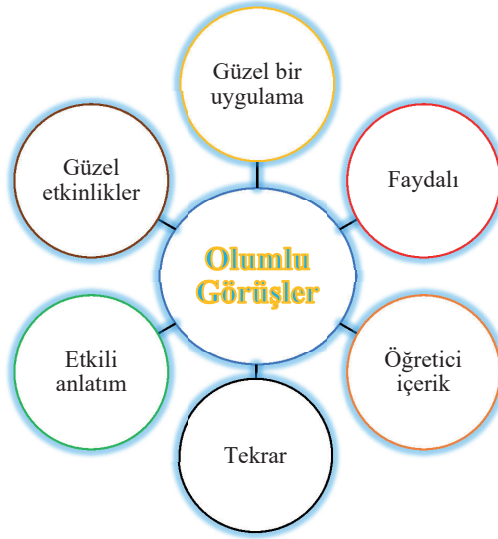 Güzel bir
uygulama
Güzel
etkinlikler
Faydalı
Olumlu
Görüşler
Etkili
anlatım
Öğretici
içerik
Tekrar